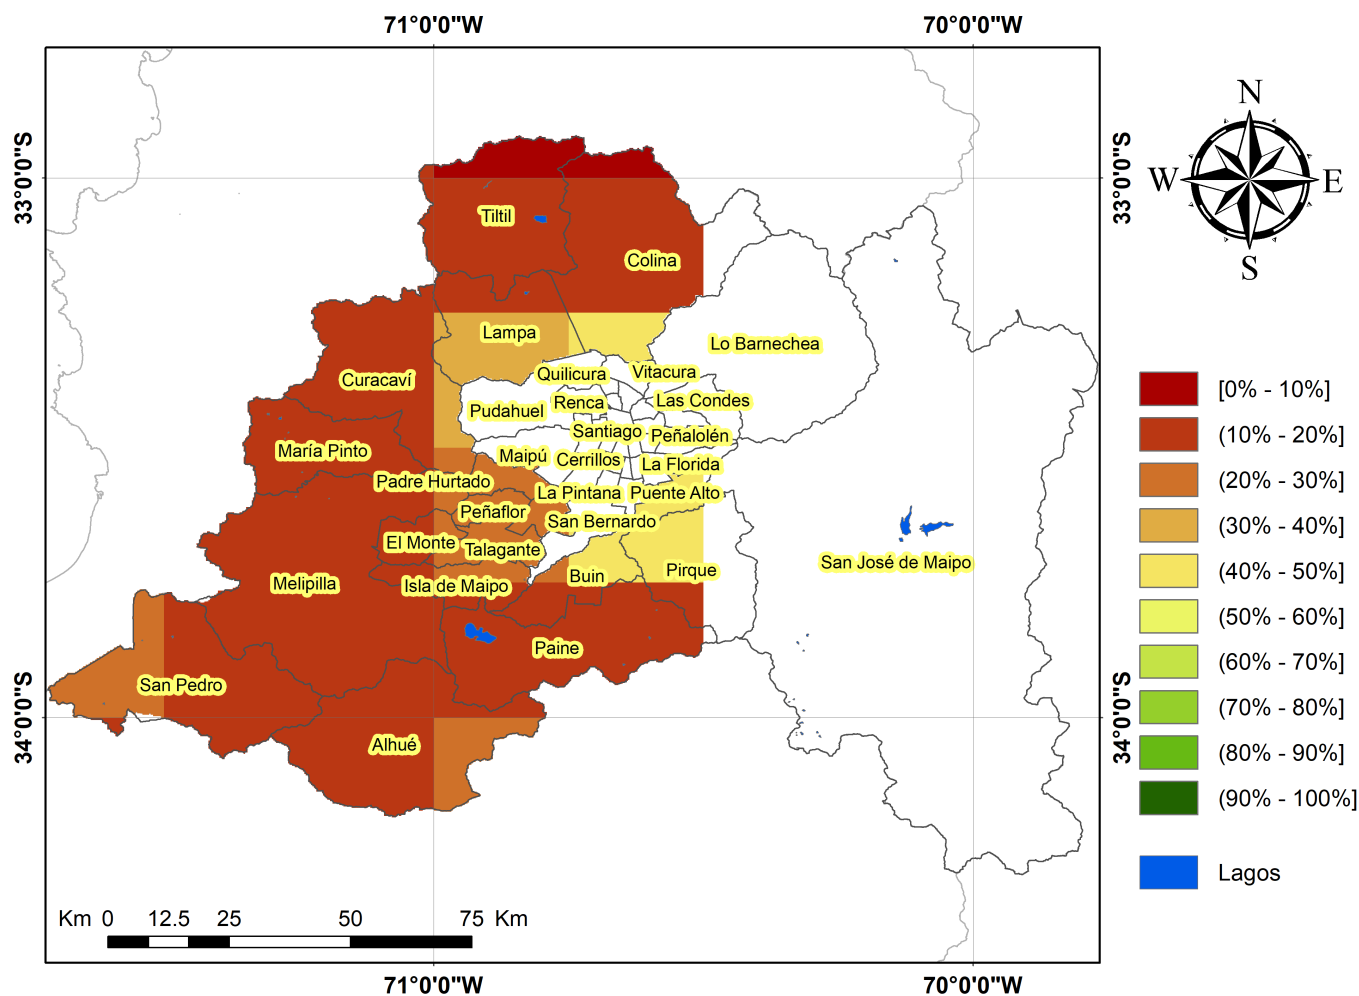 71°0'0"W
70°0'0"W
33°0'0"S
33°0'0"S
34°0'0"S
34°0'0"S
N
W
E
S
Tiltil
Colina
Lampa
Lo Barnechea
Quilicura
Vitacura
Curacaví
Renca
Las Condes
Pudahuel
Santiago
Peñalolén
María Pinto
Maipú
Cerrillos
La Florida
Padre Hurtado
La Pintana
Puente Alto
Peñaflor
San Bernardo
El Monte
Talagante
San José de Maipo
Pirque
Buin
Melipilla
Isla de Maipo
Paine
San Pedro
Alhué
[0% - 10%]
(10% - 20%]
(20% - 30%]
(30% - 40%]
(40% - 50%]
(50% - 60%]
(60% - 70%]
(70% - 80%]
(80% - 90%]
(90% - 100%]
Lagos
Km 0 12.5 25 50 75 Km
71°0'0"W
70°0'0"W